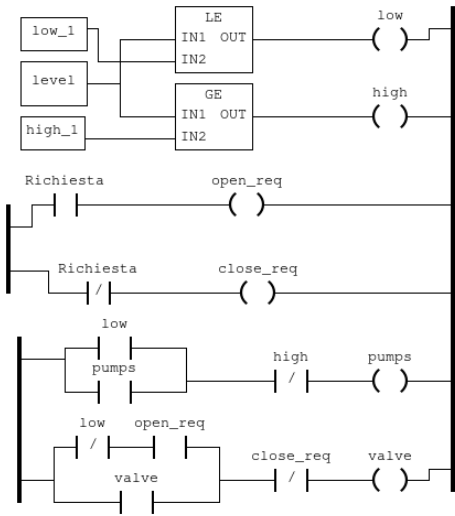 LE
low
low_l
IN1 OUT
IN2
level
GE
high
IN1 OUT
high_l
IN2
Richiesta
open_req
Richiesta
close_req
/
low
pumps
high
pumps
/
low
open_req
/
valve
close_req
valve
/